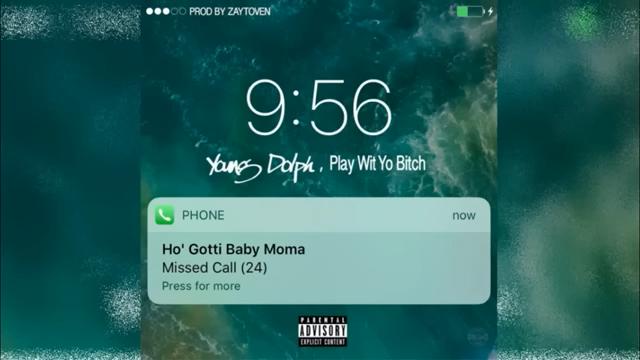 PROD BY ZAYTOVEN
9:56
Young Dolph, Play Wit Yo Bitch
PHONE now
Ho' Gotti Baby Moma
Missed Call (24)
Press for more
PARENTAL
ADVISORY
EXPLICIT CONTENT